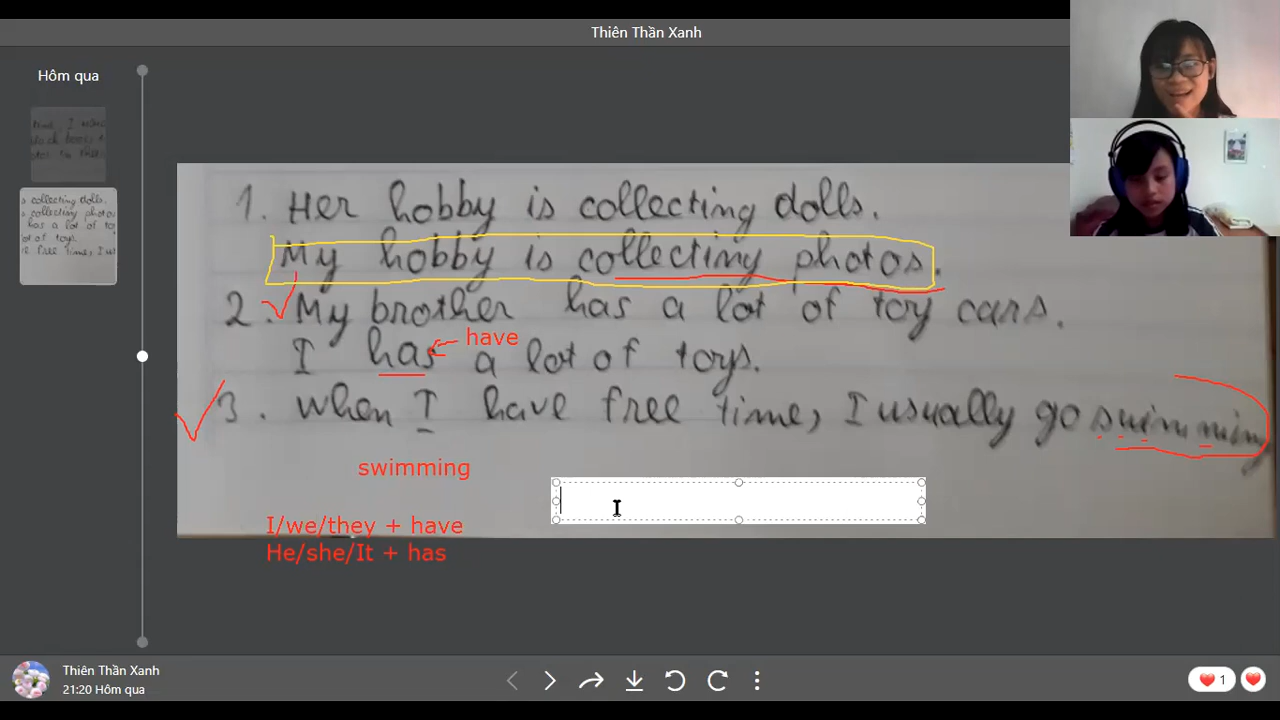 Thiên Thần Xanh
Hôm qua
1. Her hobby is collecting dolls.
My hobby is collecting photos.
2. My brother has a lot of toy cars.
I has a lot of toys.
have
3. when I have free time, I usually go swimming
swimming
I/we/they + have
He/she/It + has
Thiên Thần Xanh
21:20 Hôm qua
1